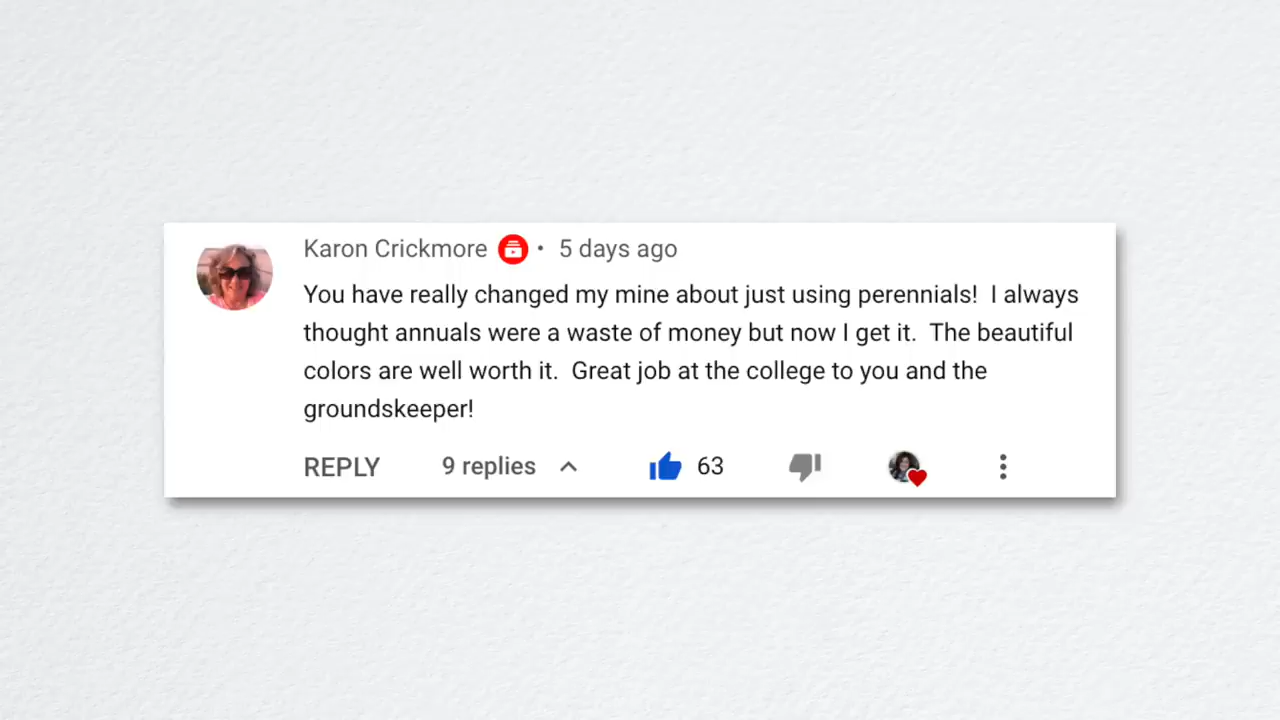 Karon Crickmore • 5 days ago
You have really changed my mine about just using perennials!  I always
thought annuals were a waste of money but now I get it.  The beautiful
colors are well worth it.  Great job at the college to you and the
groundskeeper!
REPLY 9 replies 63